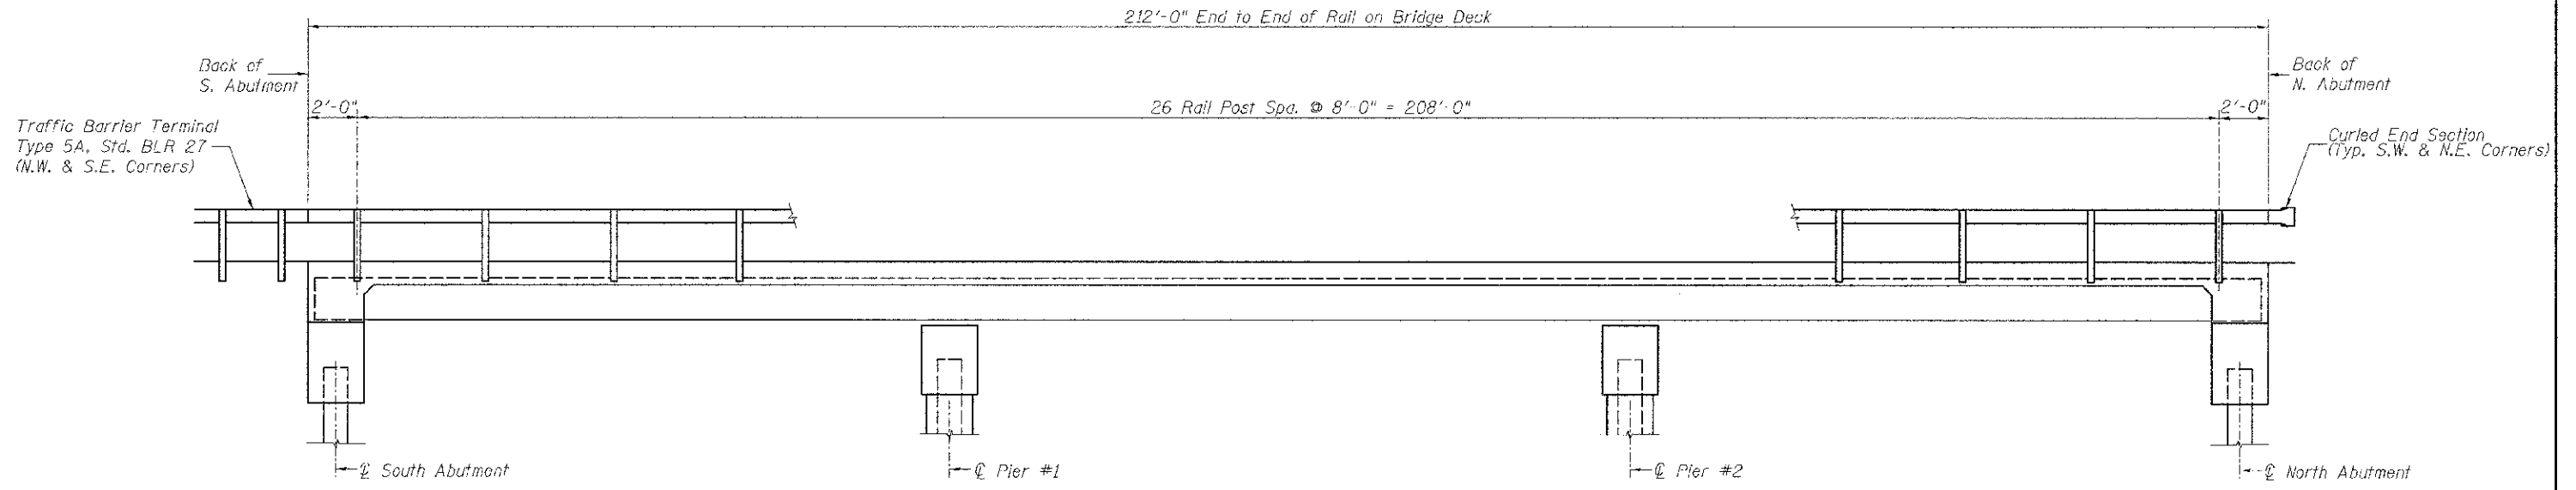 212'-0" End to End of Rail on Bridge Deck
Back of
S. Abutment
Back of
N. Abutment
2'-0"
26 Rail Post Spa. @ 8'-0" = 208'-0"
2'-0"
Traffic Barrier Terminal
Type 5A, Std. BLR 27
(N.W. & S.E. Corners)
Curled End Section
(Typ. S.W. & N.E. Corners)
℄ South Abutment
℄ Pier #1
℄ Pier #2
℄ North Abutment